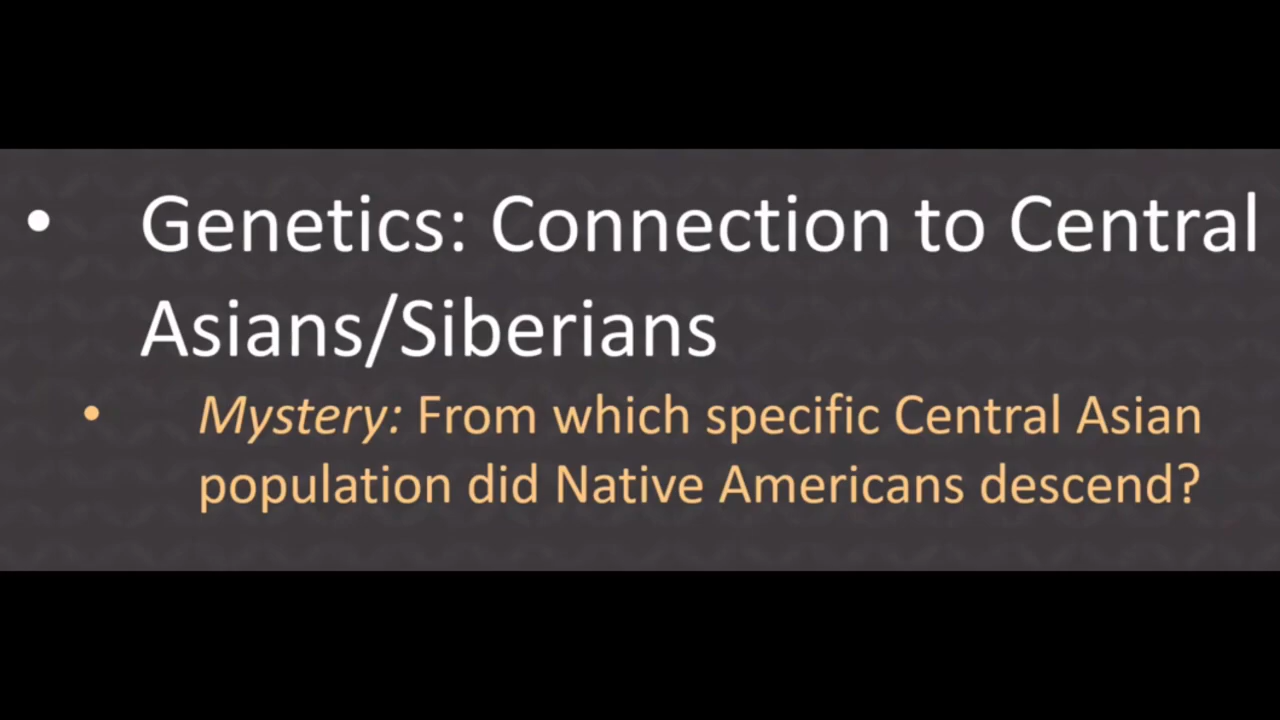 • Genetics: Connection to Central
Asians/Siberians
• Mystery: From which specific Central Asian
population did Native Americans descend?